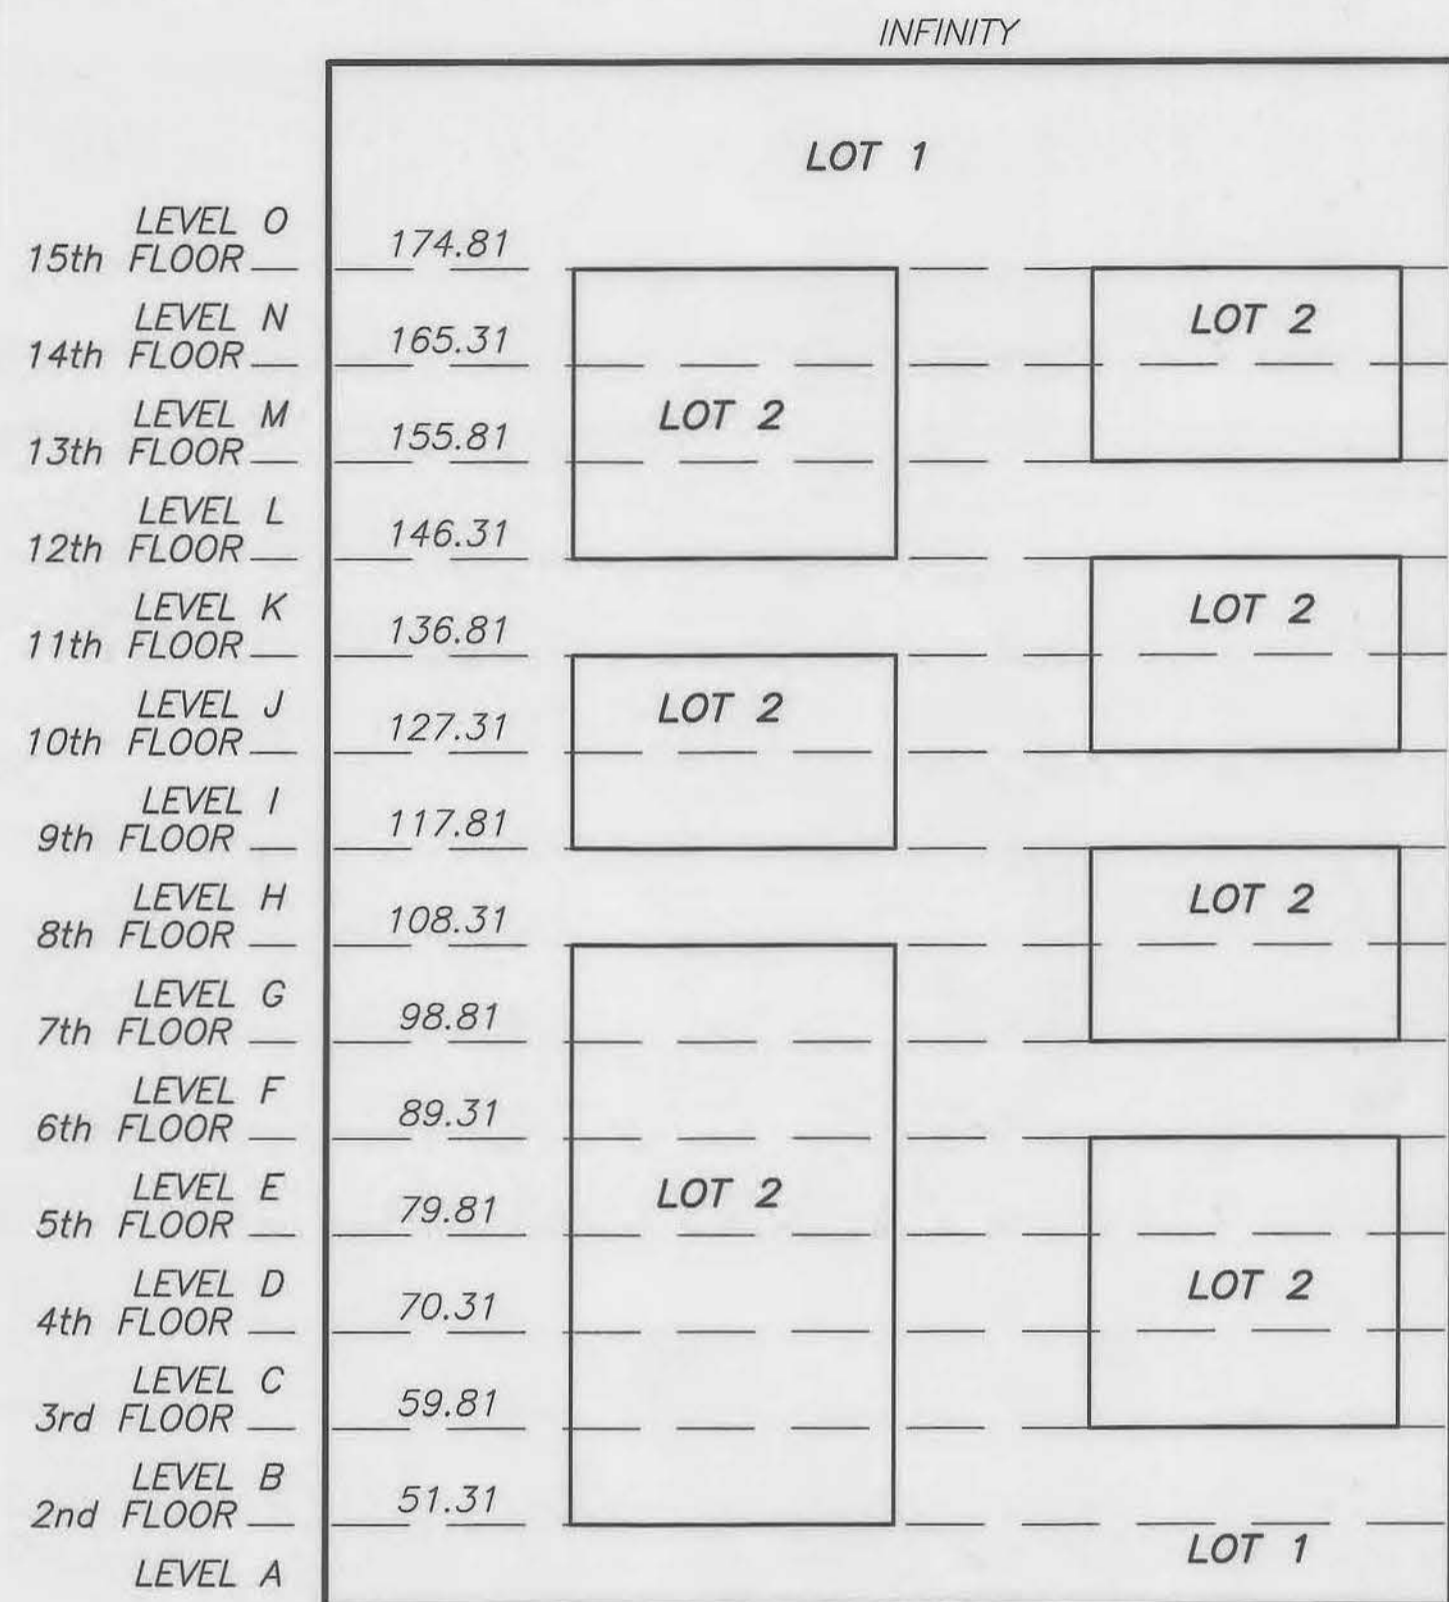 INFINITY
LOT 1
LEVEL O
15th FLOOR 174.81
LEVEL N
14th FLOOR 165.31
LOT 2
LEVEL M
13th FLOOR 155.81
LOT 2
LEVEL L
12th FLOOR 146.31
LEVEL K
11th FLOOR 136.81
LOT 2
LEVEL J
10th FLOOR 127.31
LOT 2
LEVEL I
9th FLOOR 117.81
LEVEL H
8th FLOOR 108.31
LOT 2
LEVEL G
7th FLOOR 98.81
LEVEL F
6th FLOOR 89.31
LEVEL E
5th FLOOR 79.81
LOT 2
LEVEL D
4th FLOOR 70.31
LOT 2
LEVEL C
3rd FLOOR 59.81
LEVEL B
2nd FLOOR 51.31
LEVEL A
LOT 1